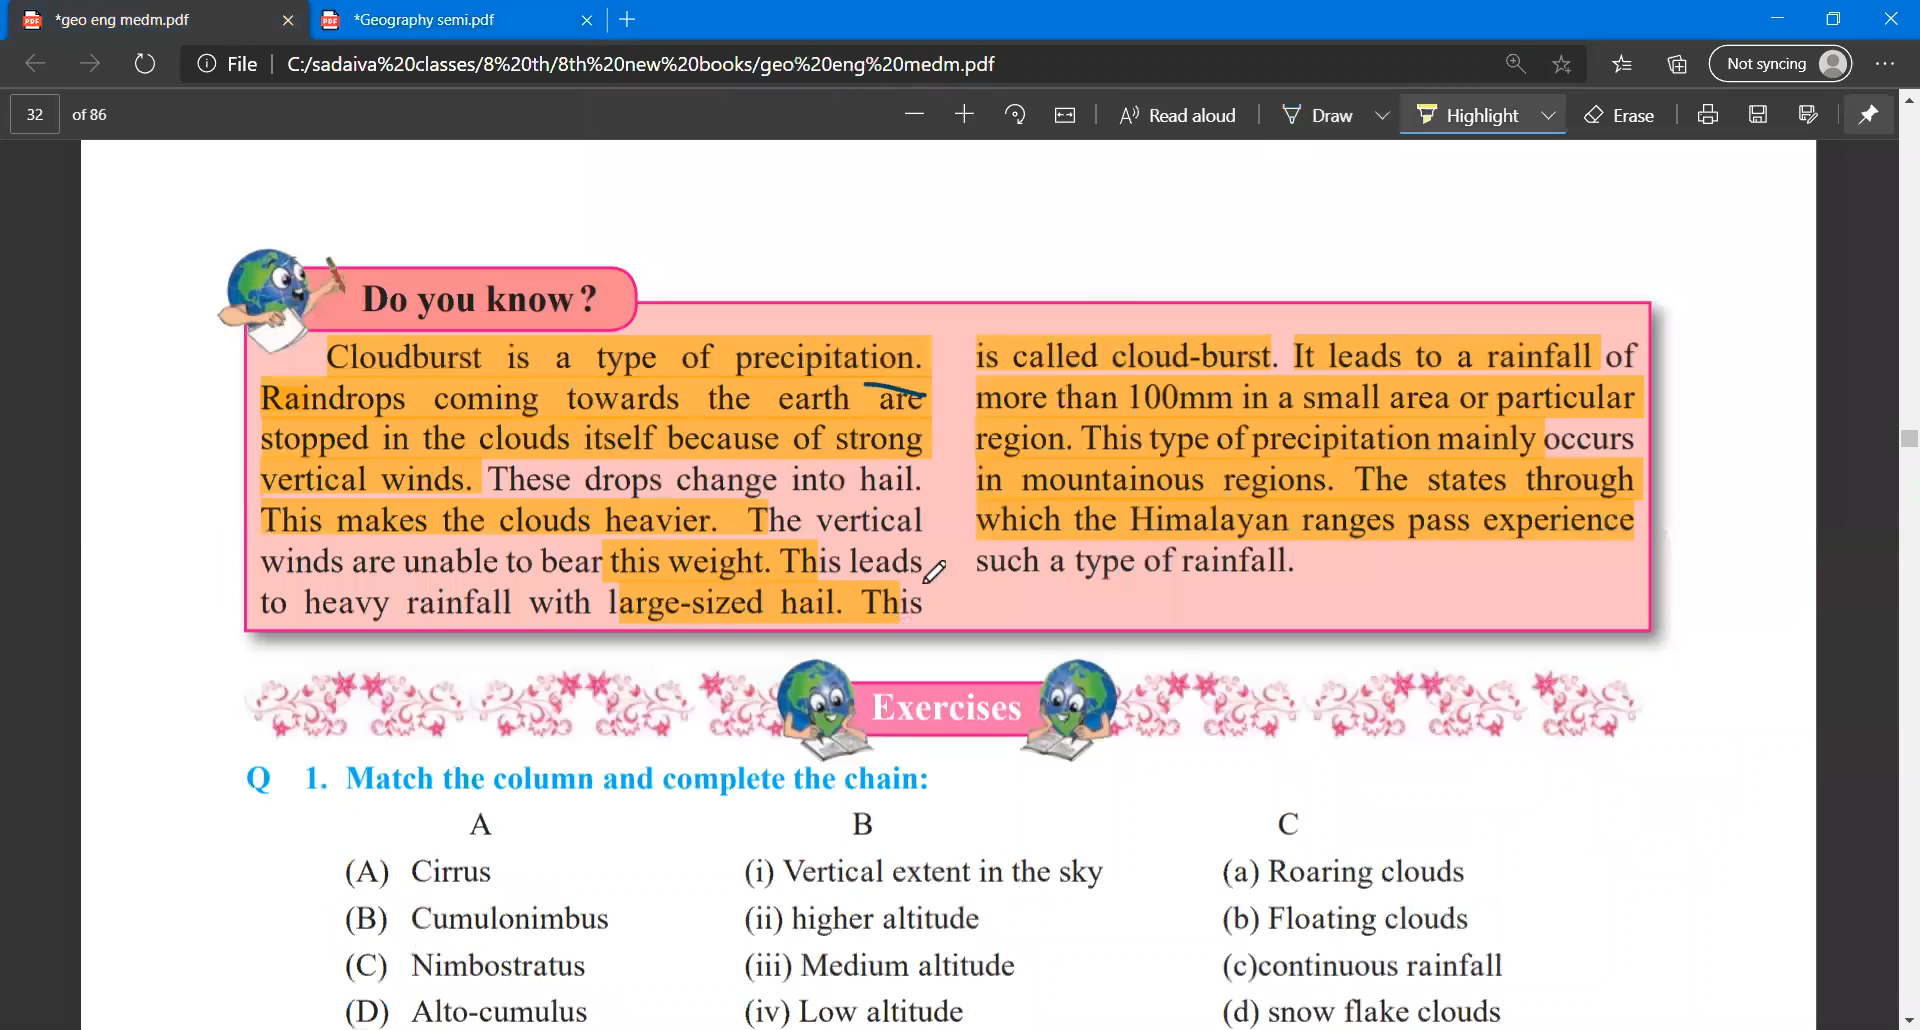 *geo eng medm.pdf
*Geography semi.pdf
File
C:/sadaiva%20classes/8%20th/8th%20new%20books/geo%20eng%20medm.pdf
Not syncing
32 of 86
Read aloud
Draw
Highlight
Erase
Do you know?
Cloudburst is a type of precipitation.
Raindrops coming towards the earth are
stopped in the clouds itself because of strong
vertical winds. These drops change into hail.
This makes the clouds heavier. The vertical
winds are unable to bear this weight. This leads
to heavy rainfall with large-sized hail. This
is called cloud-burst. It leads to a rainfall of
more than 100mm in a small area or particular
region. This type of precipitation mainly occurs
in mountainous regions. The states through
which the Himalayan ranges pass experience
such a type of rainfall.
Exercises
Q 1. Match the column and complete the chain:
A B C
(A) Cirrus (i) Vertical extent in the sky (a) Roaring clouds
(B) Cumulonimbus (ii) higher altitude (b) Floating clouds
(C) Nimbostratus (iii) Medium altitude (c)continuous rainfall
(D) Alto-cumulus (iv) Low altitude (d) snow flake clouds